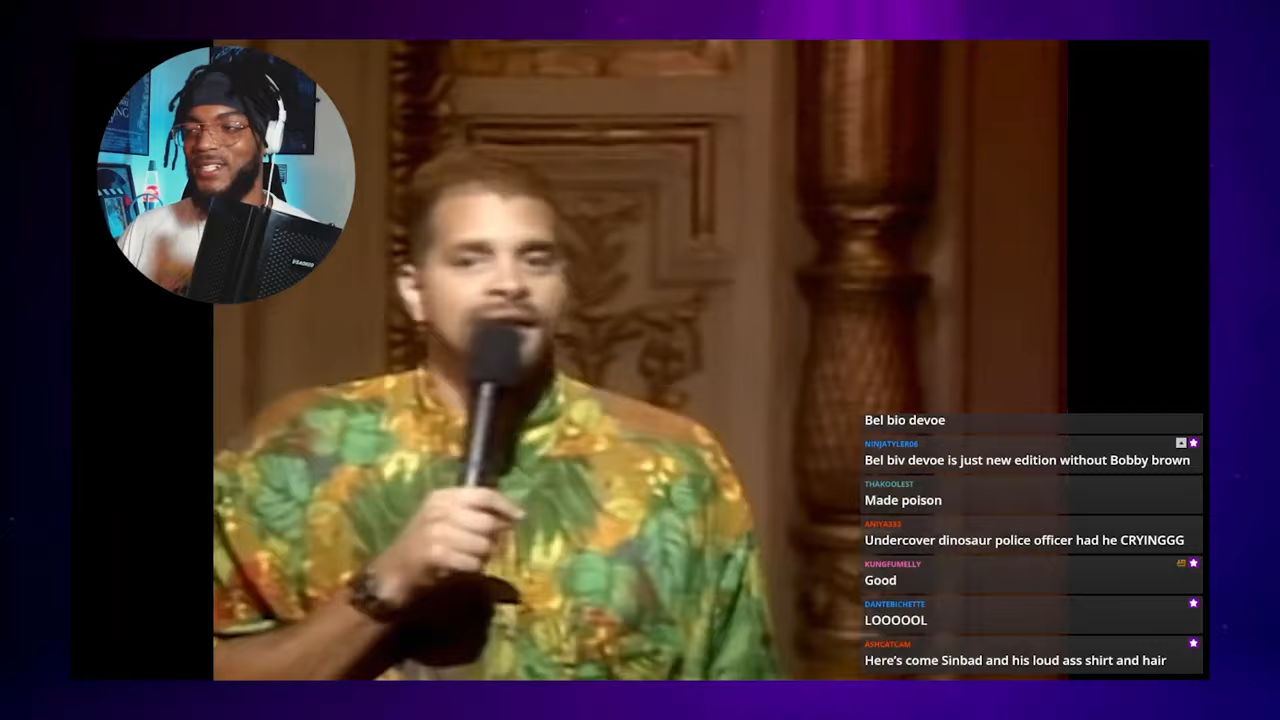 Bel bio devoe
NINJATYLER06
Bel biv devoe is just new edition without Bobby brown
THAKOOLEST
Made poison
ANIYA333
Undercover dinosaur police officer had he CRYINGGG
KUNGFUMELLY
Good
DANTEBICHETTE
LOOOOOL
ASHCATCAM
Here's come Sinbad and his loud ass shirt and hair